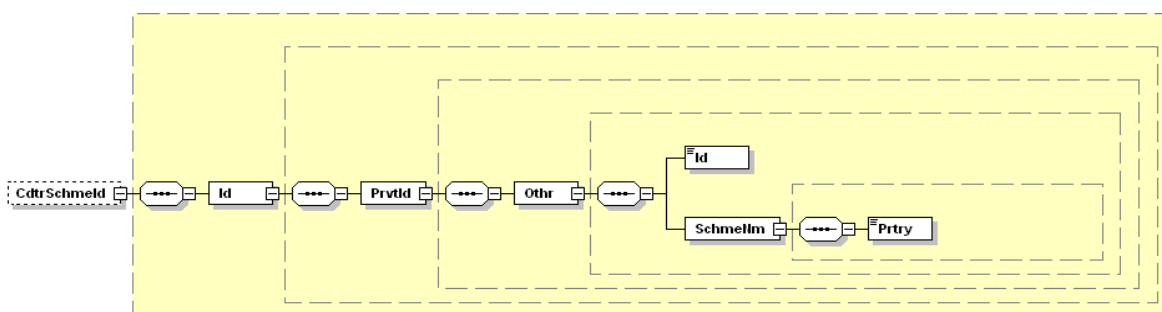 CdtrSchmeId
Id
PrvtId
Othr
Id
SchmeNm
Prtry